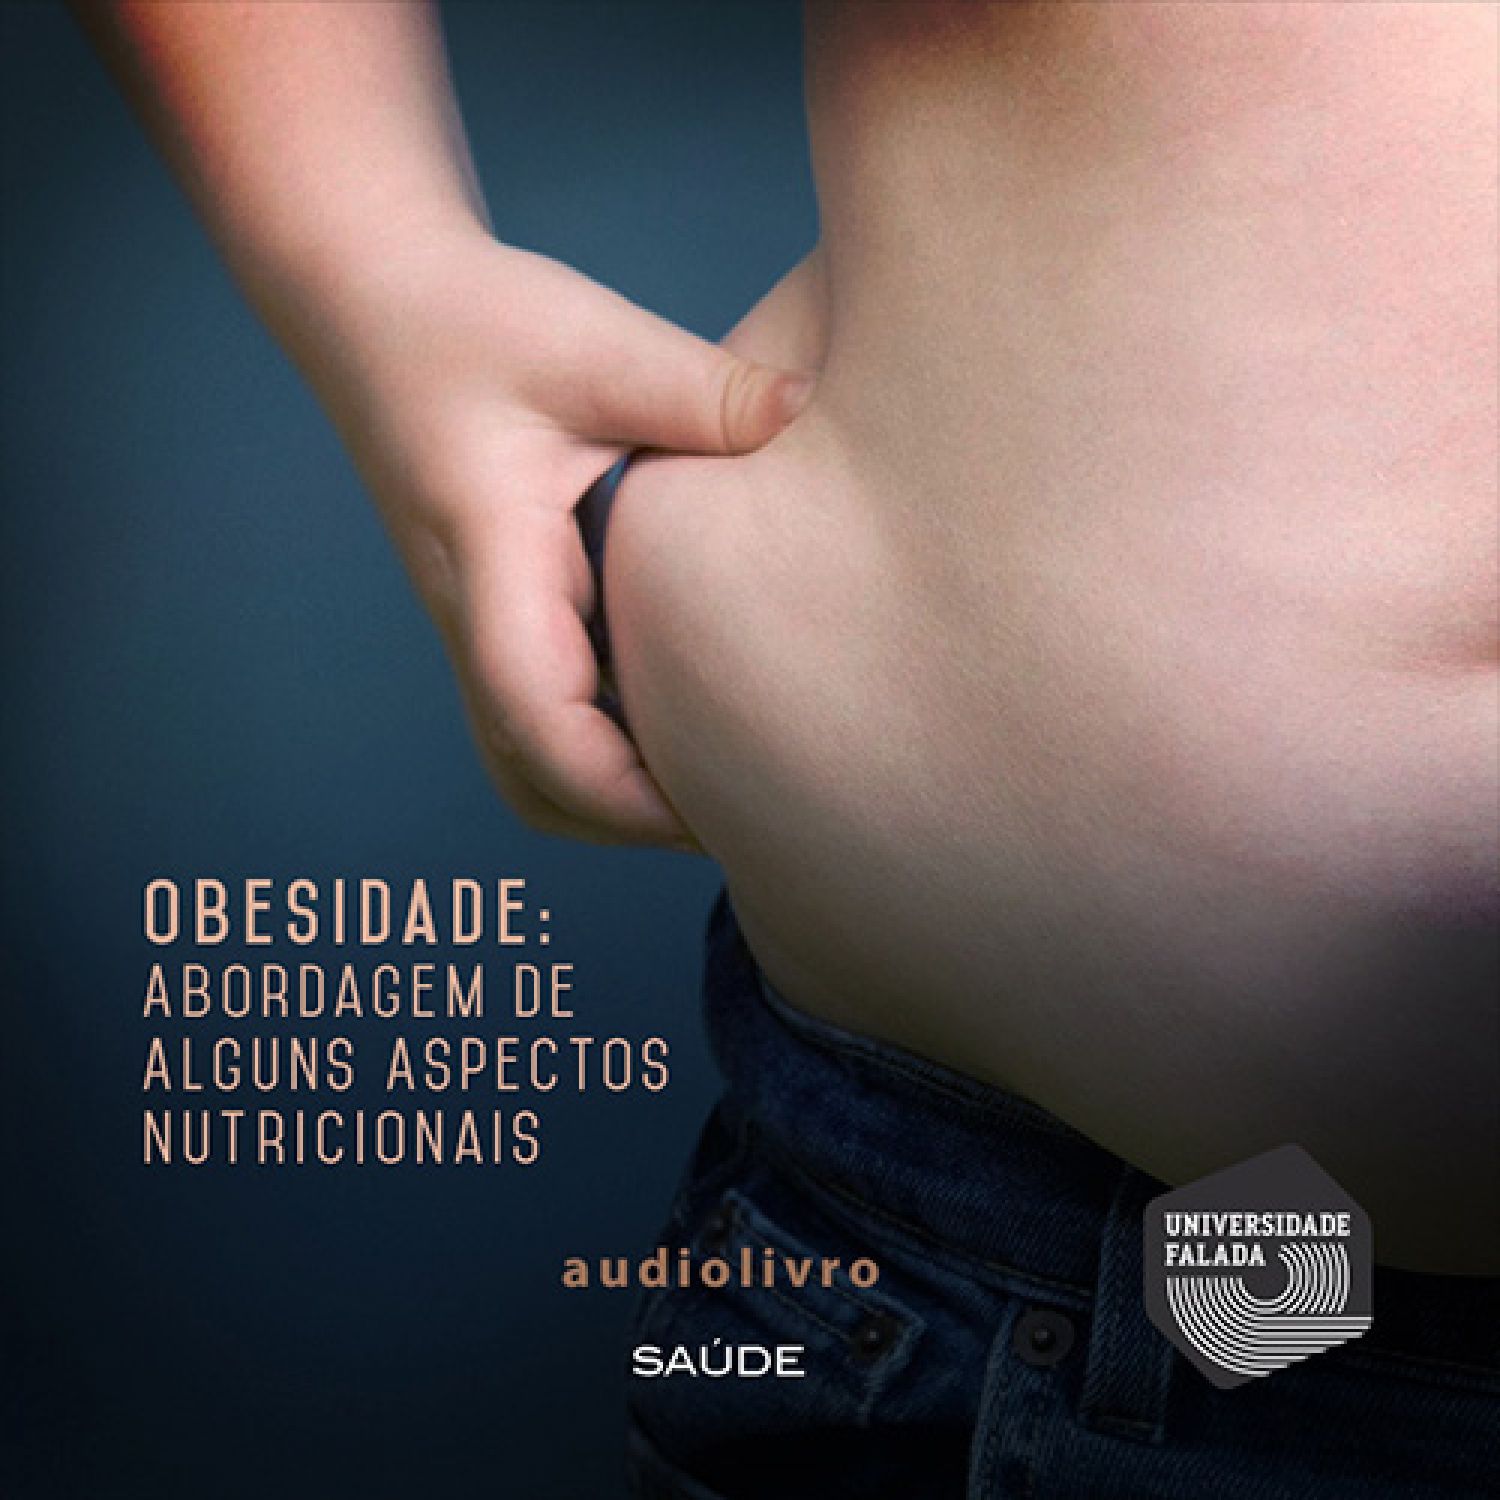 OBESIDADE:
ABORDAGEM DE
ALGUNS ASPECTOS
NUTRICIONAIS
audiolivro
SAÚDE
UNIVERSIDADE
FALADA